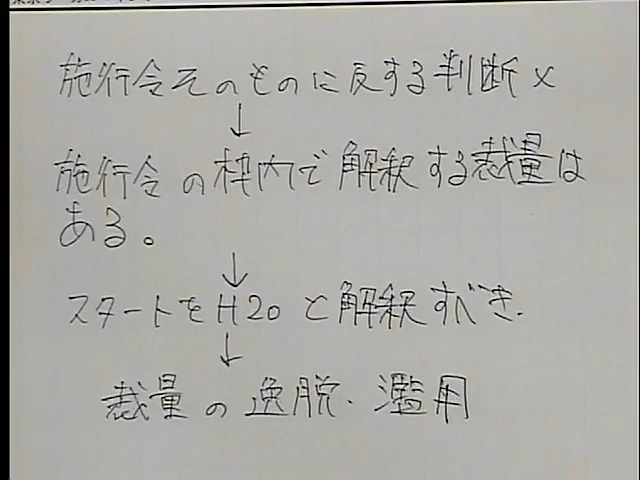 施行令そのものに反する判断×
↓
施行令の枠内で解釈する裁量は
ある。
↓
スタートをH20と解釈すべき.
↓
裁量の逸脱.濫用